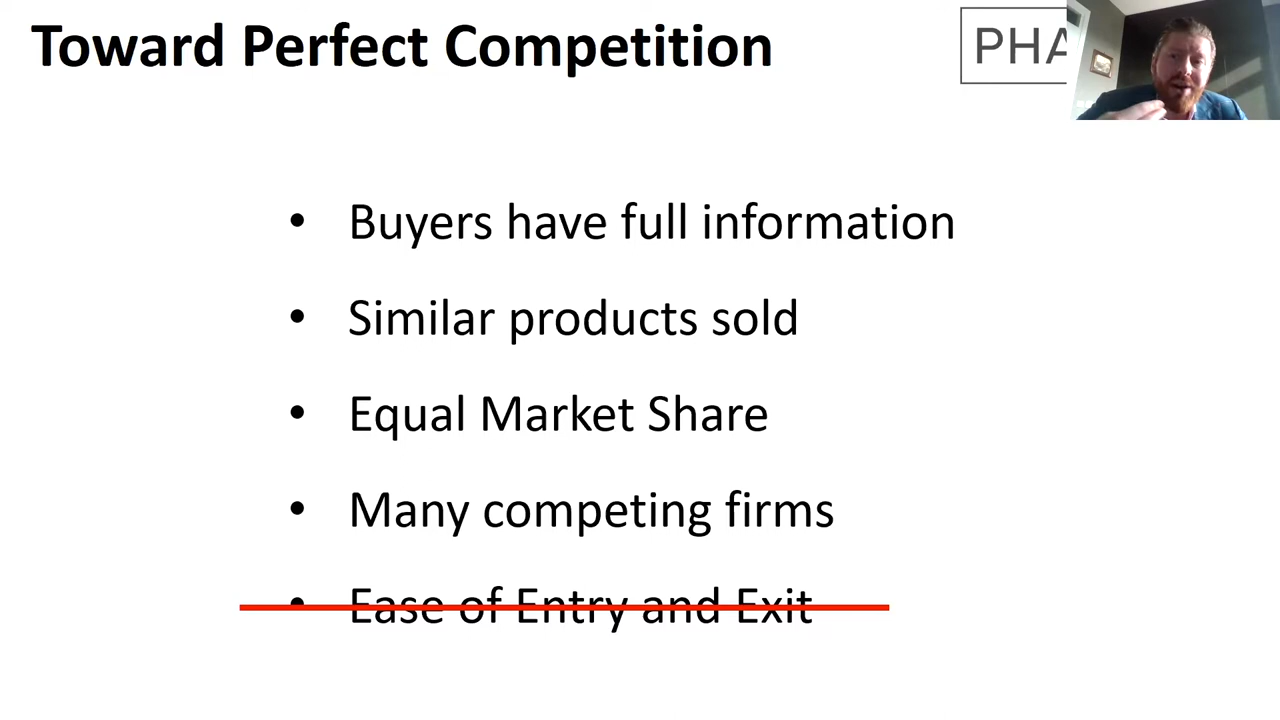 Toward Perfect Competition
PHA
• Buyers have full information
• Similar products sold
• Equal Market Share
• Many competing firms
• Ease of Entry and Exit